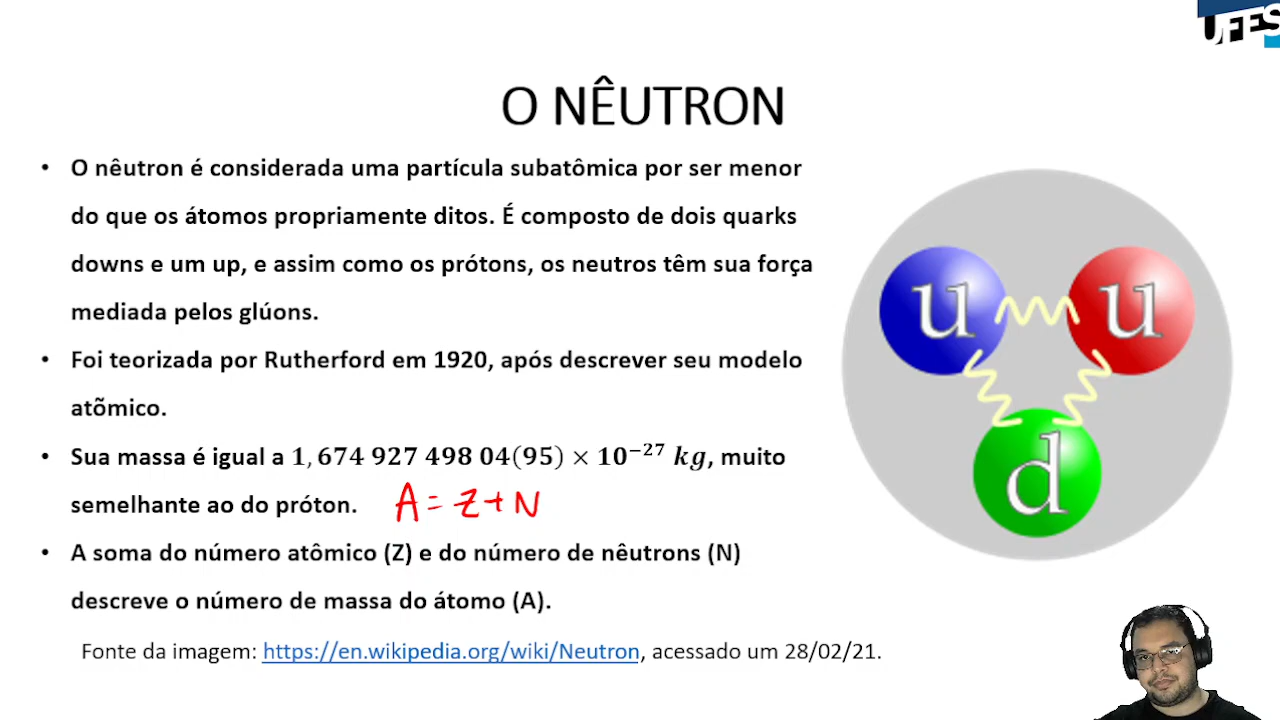 UFES
O NÊUTRON
• O nêutron é considerada uma partícula subatômica por ser menor
do que os átomos propriamente ditos. É composto de dois quarks
downs e um up, e assim como os prótons, os neutros têm sua força
mediada pelos glúons.
• Foi teorizada por Rutherford em 1920, após descrever seu modelo
atõmico.
• Sua massa é igual a 1,674 927 498 04(95) × 10⁻²⁷ kg, muito
semelhante ao do próton. A = Z + N
• A soma do número atômico (Z) e do número de nêutrons (N)
descreve o número de massa do átomo (A).
Fonte da imagem: https://en.wikipedia.org/wiki/Neutron, acessado um 28/02/21.
u u
d